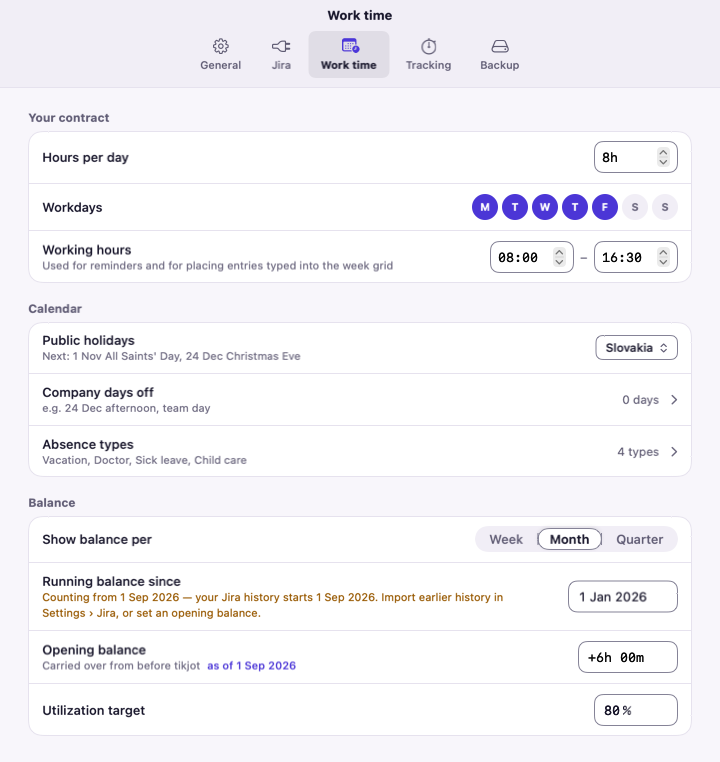 Work time
General
Jira
Work time
Tracking
Backup
Your contract
Hours per day
8h
Workdays
M T W T F S S
Working hours
Used for reminders and for placing entries typed into the week grid
08:00 – 16:30
Calendar
Public holidays
Next: 1 Nov All Saints' Day, 24 Dec Christmas Eve
Slovakia
Company days off
e.g. 24 Dec afternoon, team day
0 days
Absence types
Vacation, Doctor, Sick leave, Child care
4 types
Balance
Show balance per
Week Month Quarter
Running balance since
Counting from 1 Sep 2026 — your Jira history starts 1 Sep 2026. Import earlier history in
Settings › Jira, or set an opening balance.
1 Jan 2026
Opening balance
Carried over from before tikjot as of 1 Sep 2026
+6h 00m
Utilization target
80%